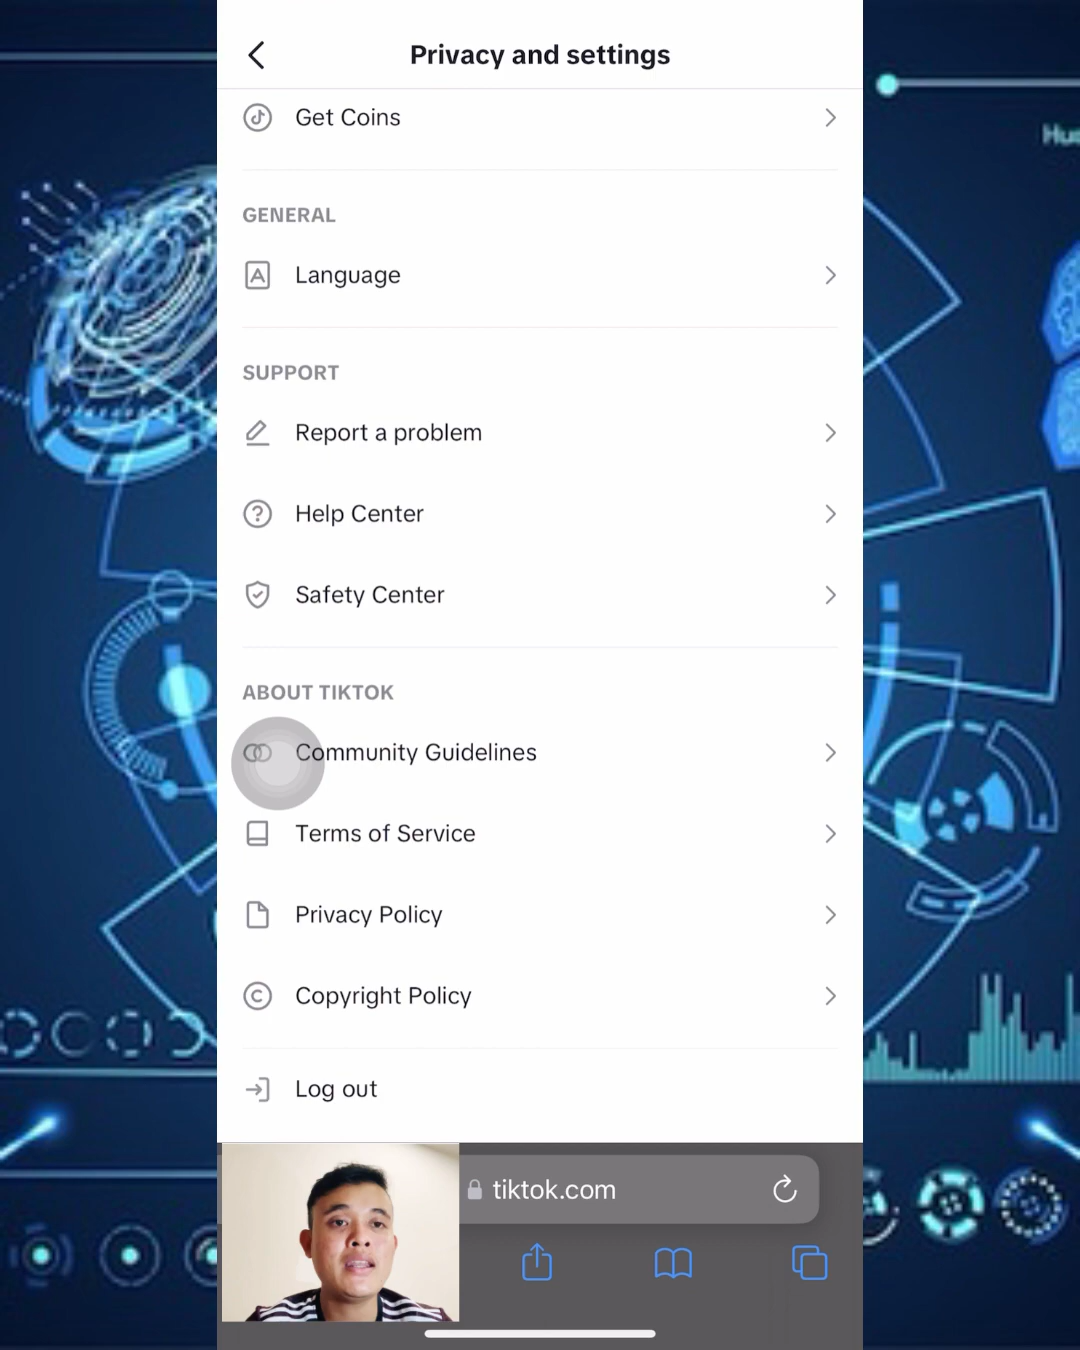 Privacy and settings
Get Coins
GENERAL
Language
SUPPORT
Report a problem
Help Center
Safety Center
ABOUT TIKTOK
Community Guidelines
Terms of Service
Privacy Policy
Copyright Policy
Log out
tiktok.com